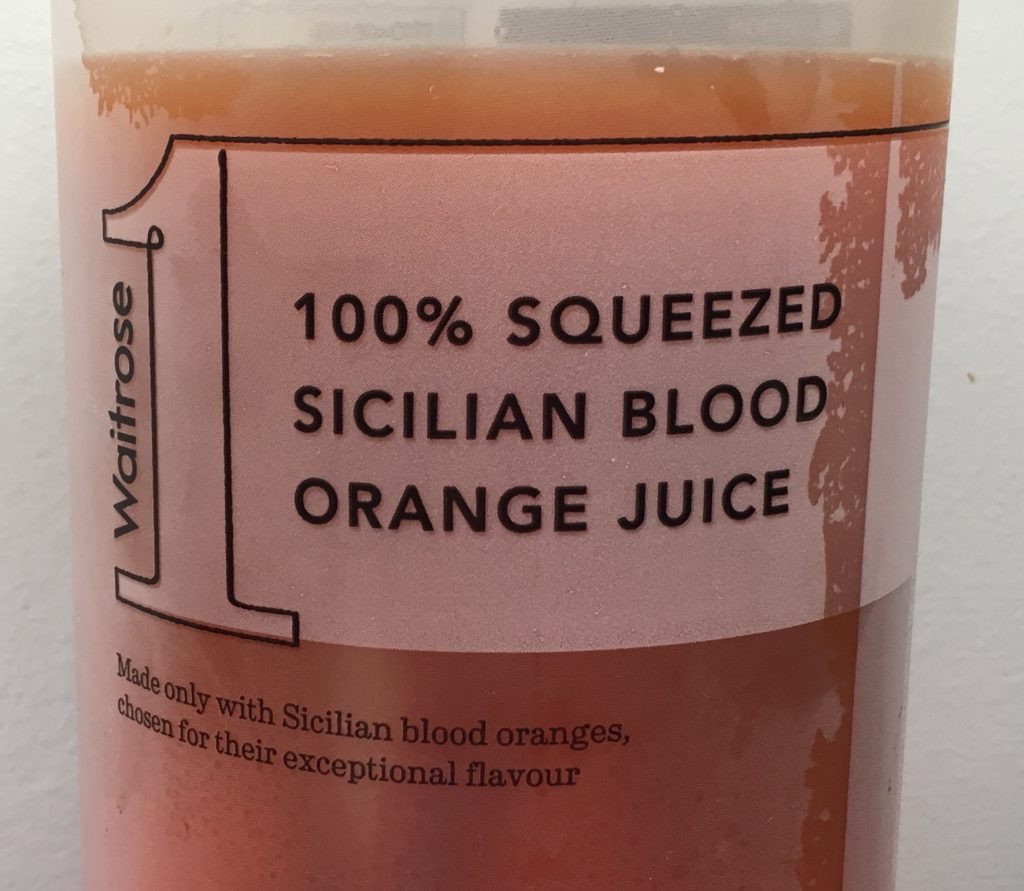 Waitrose
1
100% SQUEEZED
SICILIAN BLOOD
ORANGE JUICE
Made only with Sicilian blood oranges,
chosen for their exceptional flavour